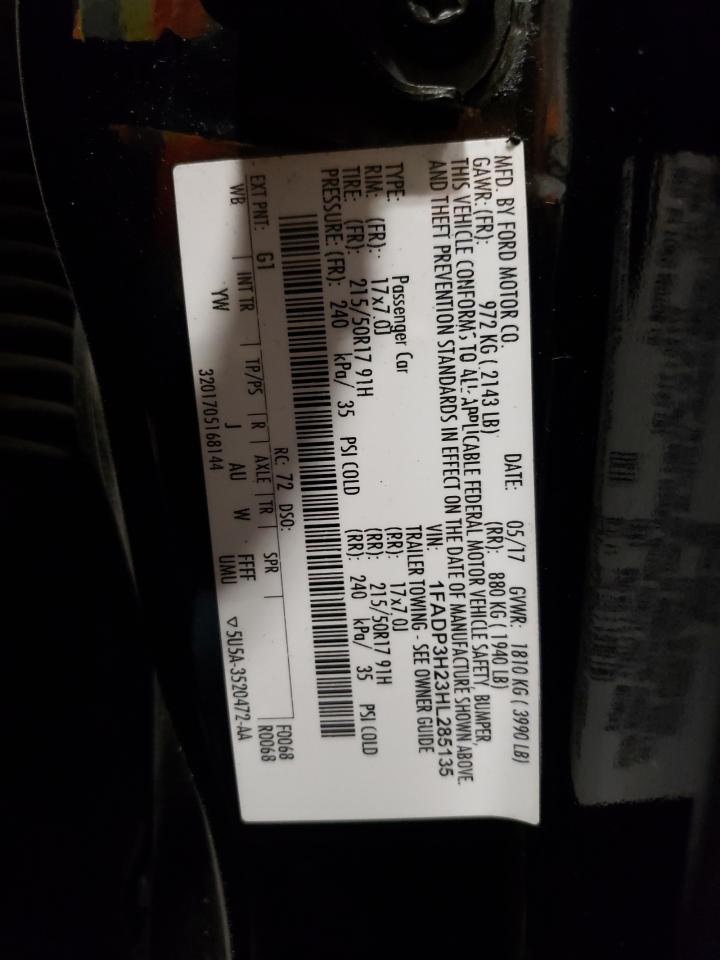 MFD. BY FORD MOTOR CO. DATE: 05/17 GVWR: 1810 KG ( 3990 LB)
GAWR: (FR): 972 KG ( 2143 LB) (RR): 880 KG ( 1940 LB)
THIS VEHICLE CONFORMS TO ALL APPLICABLE FEDERAL MOTOR VEHICLE SAFETY, BUMPER,
AND THEFT PREVENTION STANDARDS IN EFFECT ON THE DATE OF MANUFACTURE SHOWN ABOVE.
VIN: 1FADP3H23HL285135
TYPE: Passenger Car TRAILER TOWING - SEE OWNER GUIDE
RIM: (FR): 17x7.0J (RR): 17x7.0J
TIRE: (FR): 215/50R17 91H (RR): 215/50R17 91H
PRESSURE: (FR): 240 kPa/ 35 PSI COLD (RR): 240 kPa/ 35 PSI COLD
F0068
EXT PNT: G1 RC: 72 DSO: R0068
WB | INT TR | TP/PS | R | AXLE | TR | SPR |
YW J AU W FFFF
UMU
3201705168144 ▽5U5A-3520472-AA